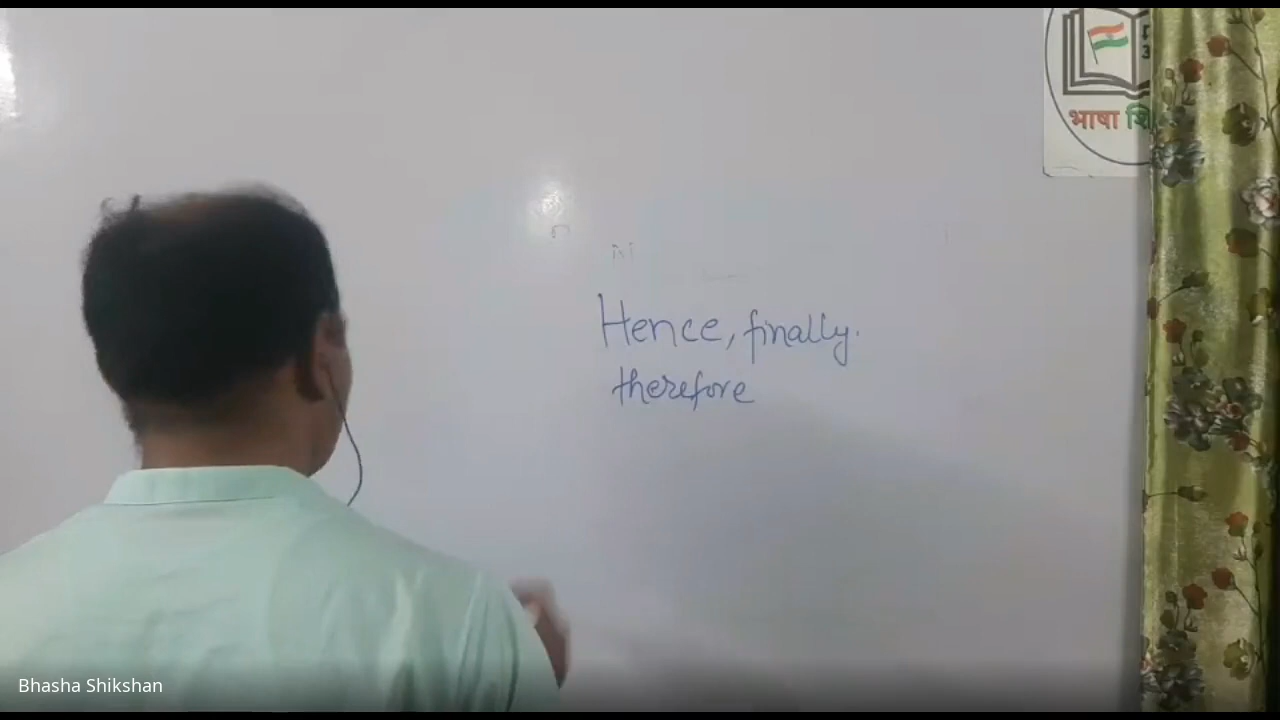 भाषा
Hence, finally.
therefore
Bhasha Shikshan